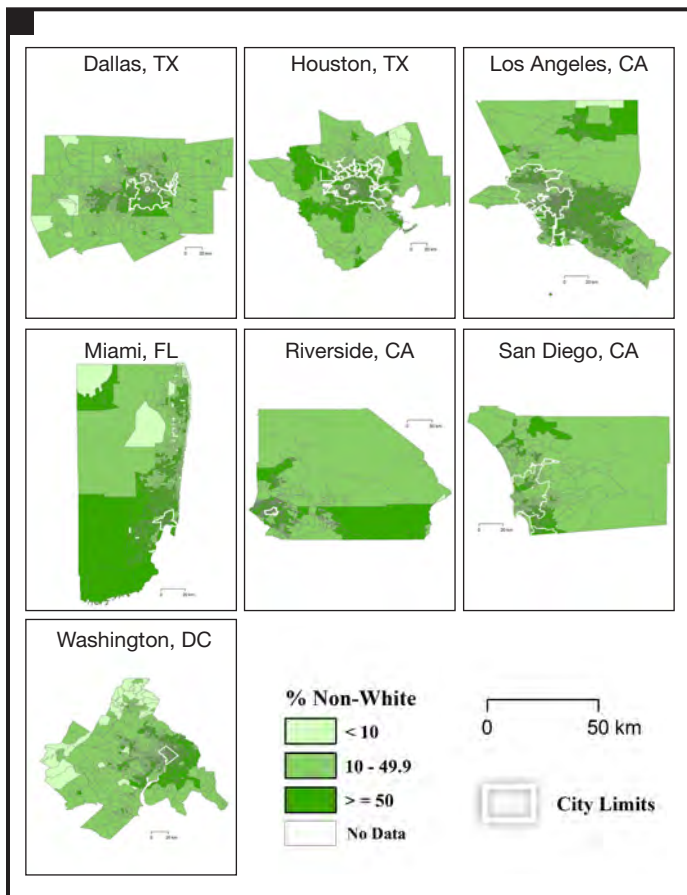 Dallas, TX
Houston, TX
Los Angeles, CA
Miami, FL
Riverside, CA
San Diego, CA
Washington, DC
% Non-White
< 10
10 - 49.9
> = 50
No Data
0 50 km
City Limits